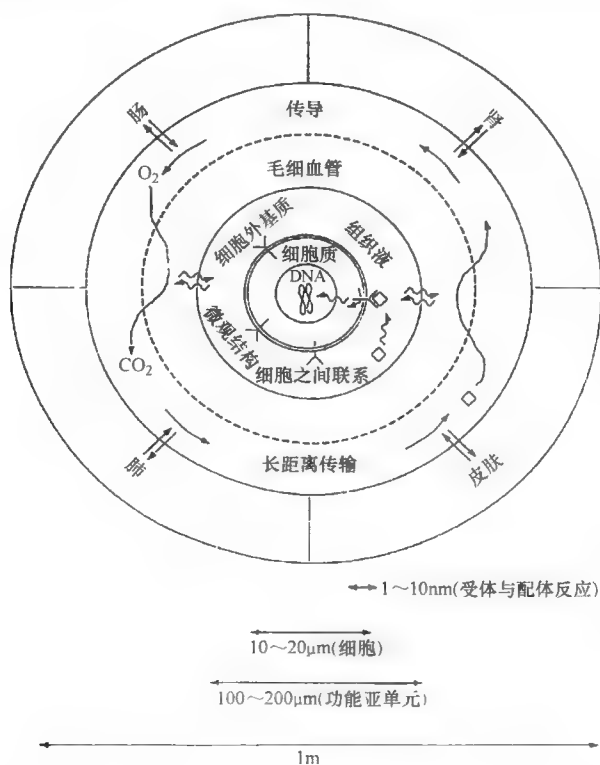 肠
传导
肾
O₂
毛细血管
细胞外基质
组织液
细胞质
DNA
微观结构
CO₂
细胞之间联系
肺
长距离传输
皮肤
1～10nm(受体与配体反应)
10～20μm(细胞)
100～200μm(功能亚单元)
1m